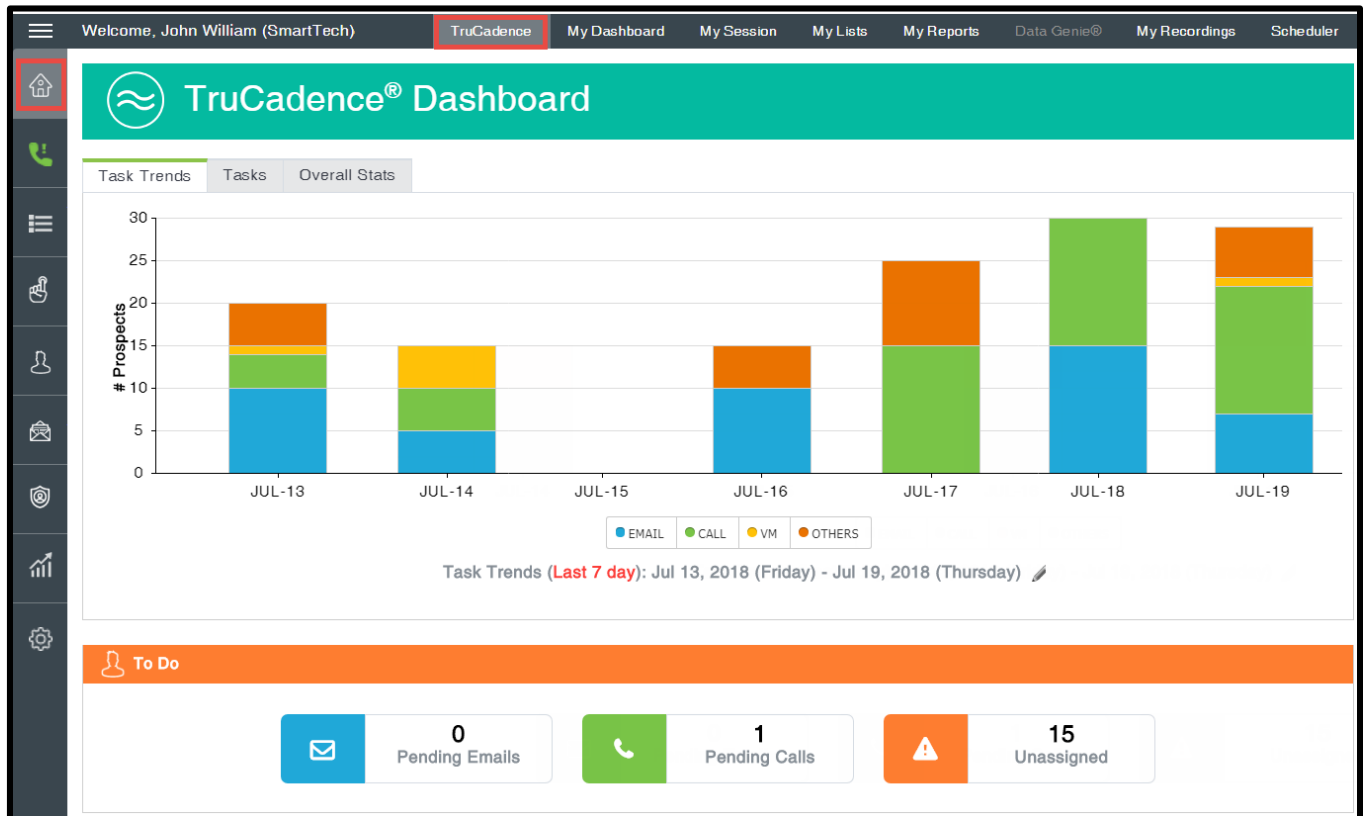 Welcome, John William (SmartTech) TruCadence My Dashboard My Session My Lists My Reports Data Genie® My Recordings Scheduler
TruCadence® Dashboard
Task Trends Tasks Overall Stats
# Prospects
30
25
20
15
10
5
0
JUL-13 JUL-14 JUL-15 JUL-16 JUL-17 JUL-18 JUL-19
EMAIL CALL VM OTHERS
Task Trends (Last 7 day): Jul 13, 2018 (Friday) - Jul 19, 2018 (Thursday)
To Do
0 1 15
Pending Emails Pending Calls Unassigned